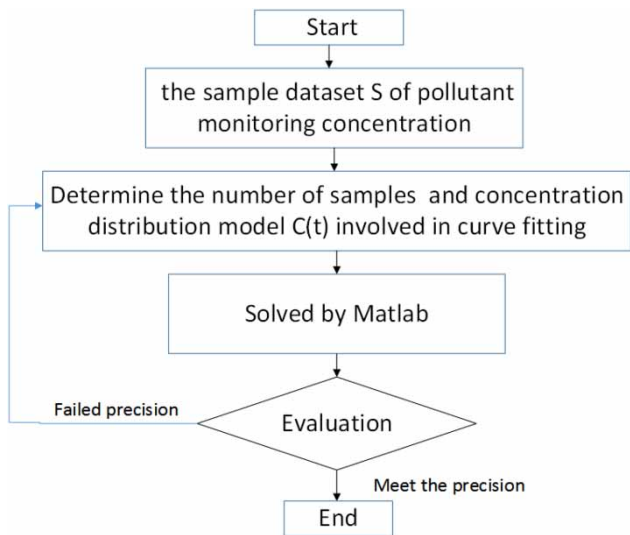 Start
the sample dataset S of pollutant
monitoring concentration
Determine the number of samples and concentration
distribution model C(t) involved in curve fitting
Solved by Matlab
Failed precision
Evaluation
Meet the precision
End